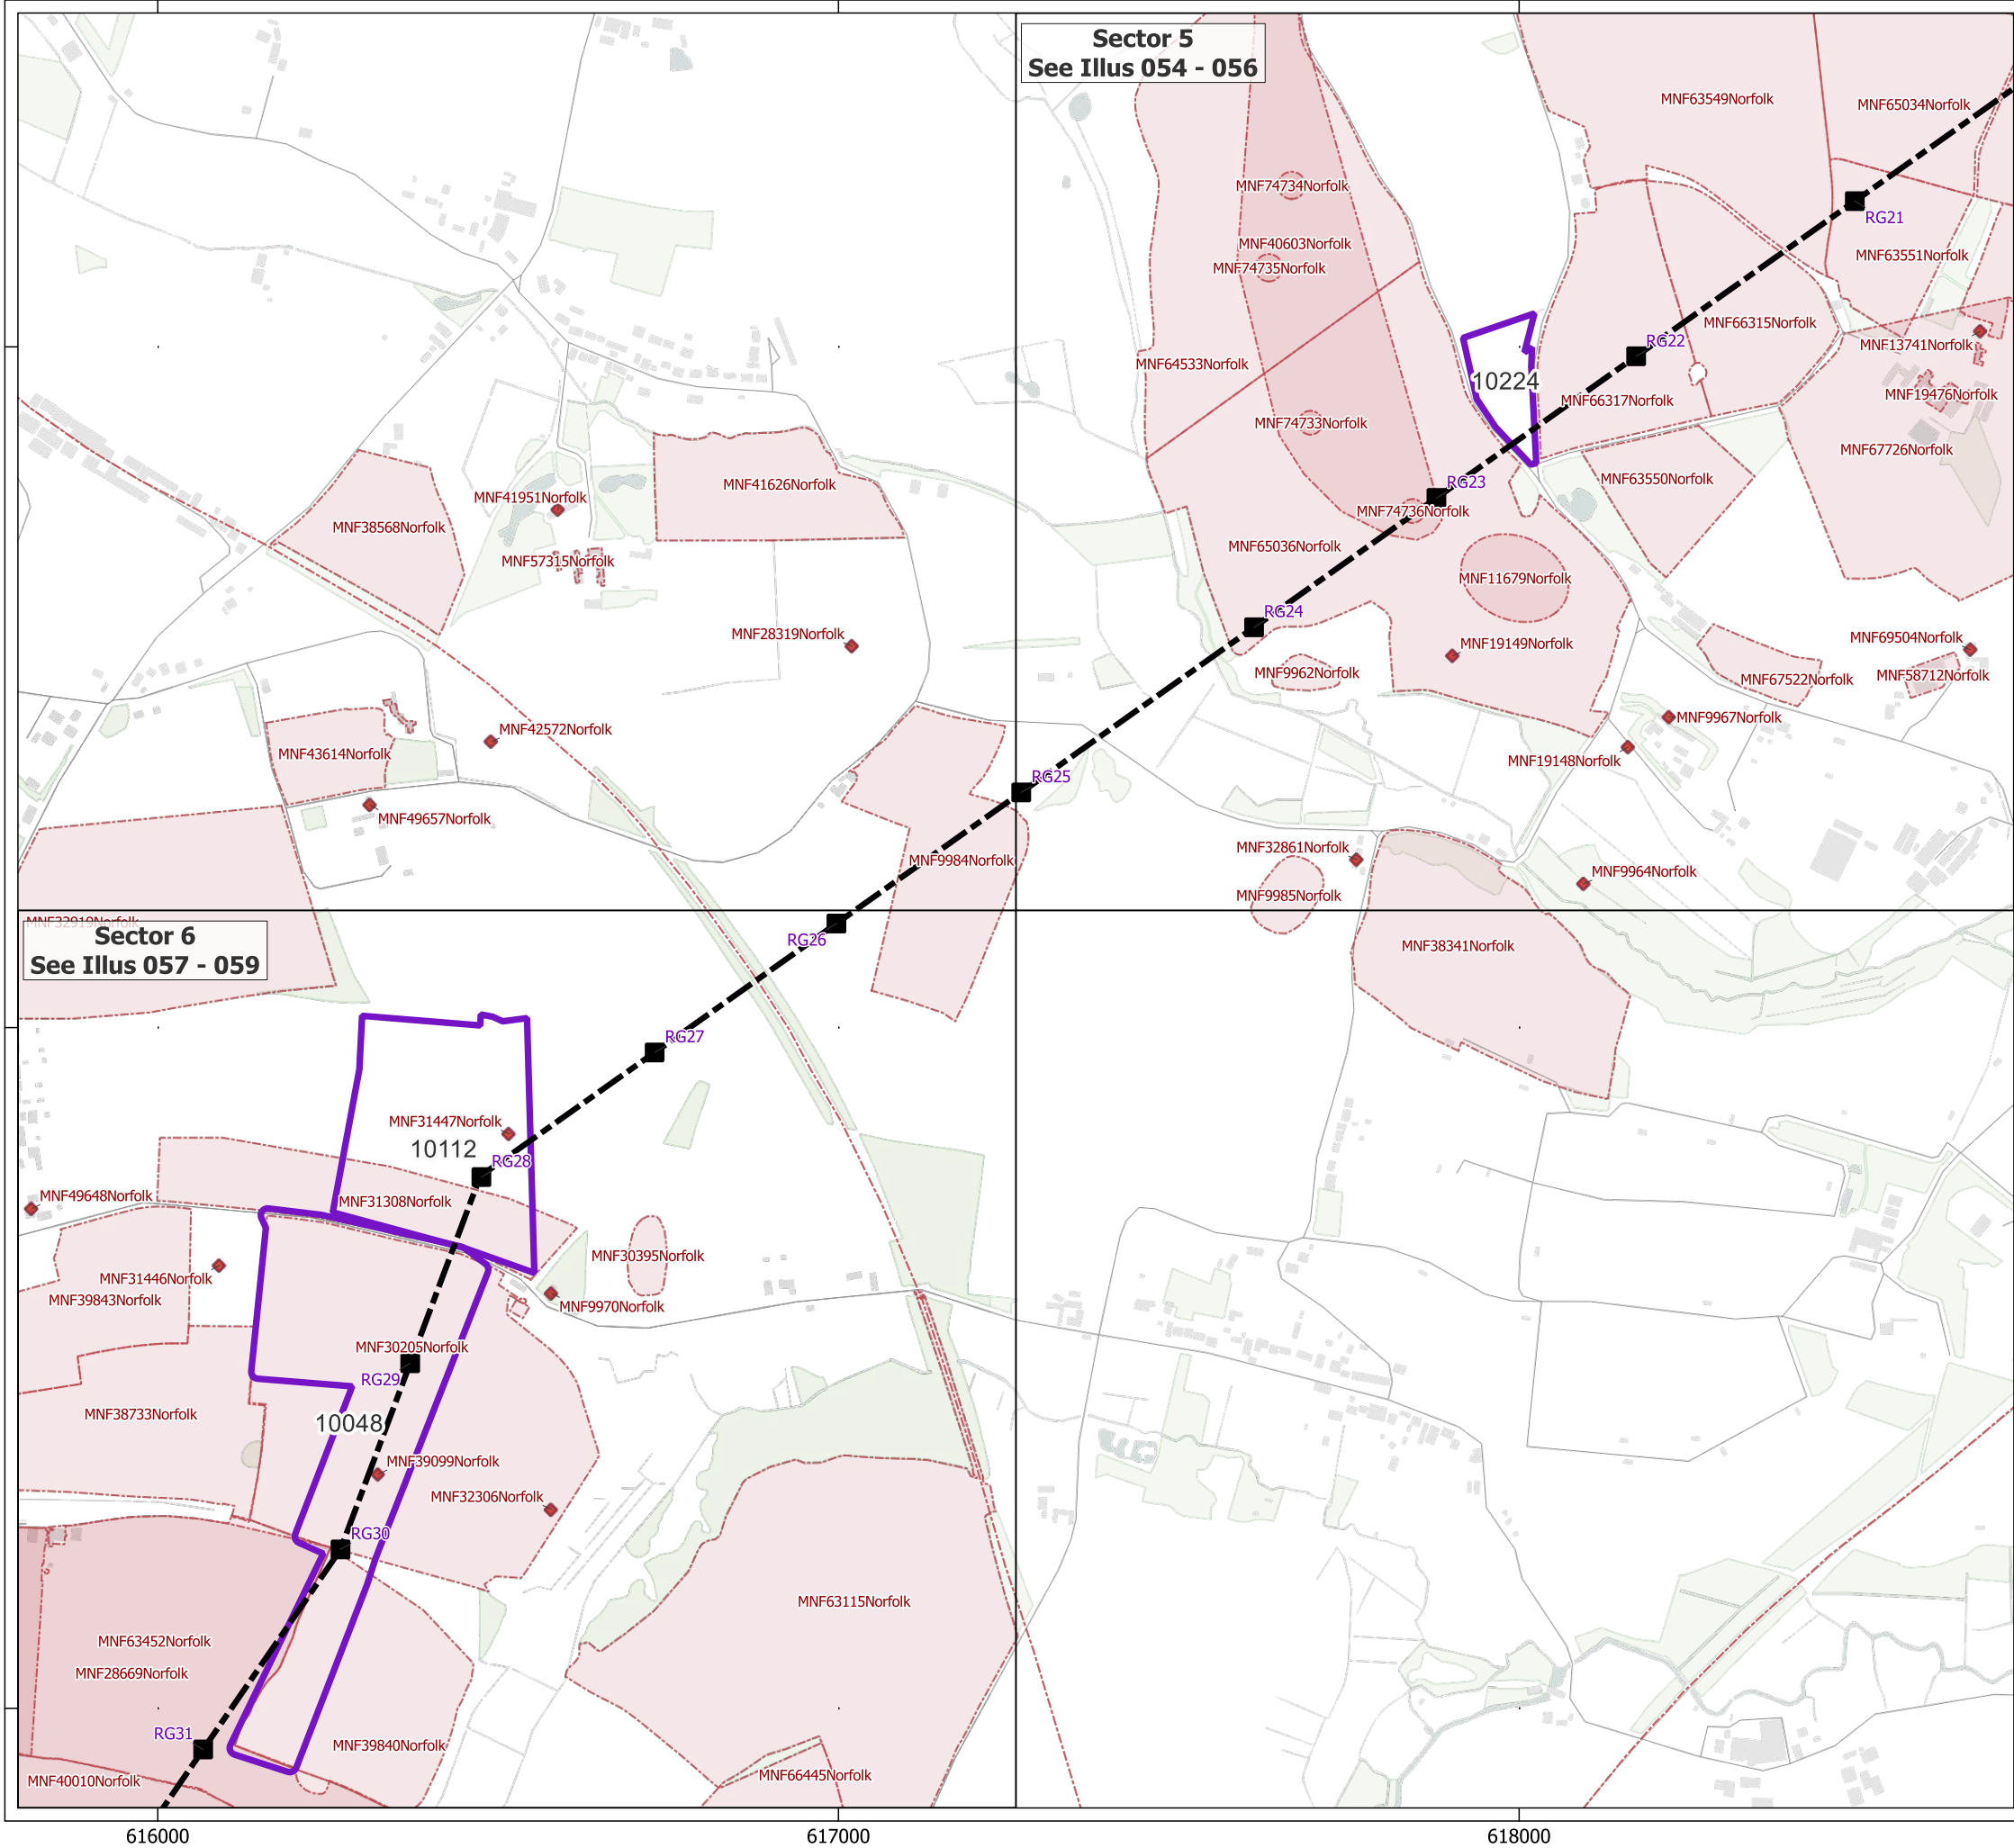 Sector 5
See Illus 054 - 056
MNF63549Norfolk
MNF65034Norfolk
MNF74734Norfolk
RG21
MNF40603Norfolk
MNF74735Norfolk
MNF63551Norfolk
MNF66315Norfolk
RG22
MNF13741Norfolk
MNF64533Norfolk
10224
MNF66317Norfolk
MNF19476Norfolk
MNF74733Norfolk
MNF67726Norfolk
MNF41626Norfolk
MNF63550Norfolk
RG23
MNF41951Norfolk
MNF74736Norfolk
MNF38568Norfolk
MNF65036Norfolk
MNF57315Norfolk
MNF11679Norfolk
RG24
MNF28319Norfolk
MNF69504Norfolk
MNF19149Norfolk
MNF9962Norfolk
MNF58712Norfolk
MNF67522Norfolk
MNF9967Norfolk
MNF42572Norfolk
MNF43614Norfolk
MNF19148Norfolk
RG25
MNF49657Norfolk
MNF32861Norfolk
MNF9984Norfolk
MNF9964Norfolk
MNF9985Norfolk
MNF32919Norfolk
Sector 6
See Illus 057 - 059
RG26
MNF38341Norfolk
RG27
MNF31447Norfolk
10112
RG28
MNF49648Norfolk
MNF31308Norfolk
MNF30395Norfolk
MNF31446Norfolk
MNF39843Norfolk
MNF9970Norfolk
MNF30205Norfolk
RG29
MNF38733Norfolk
10048
MNF39099Norfolk
MNF32306Norfolk
RG30
MNF63115Norfolk
MNF63452Norfolk
MNF28669Norfolk
RG31
MNF39840Norfolk
MNF66445Norfolk
MNF40010Norfolk
616000
617000
618000